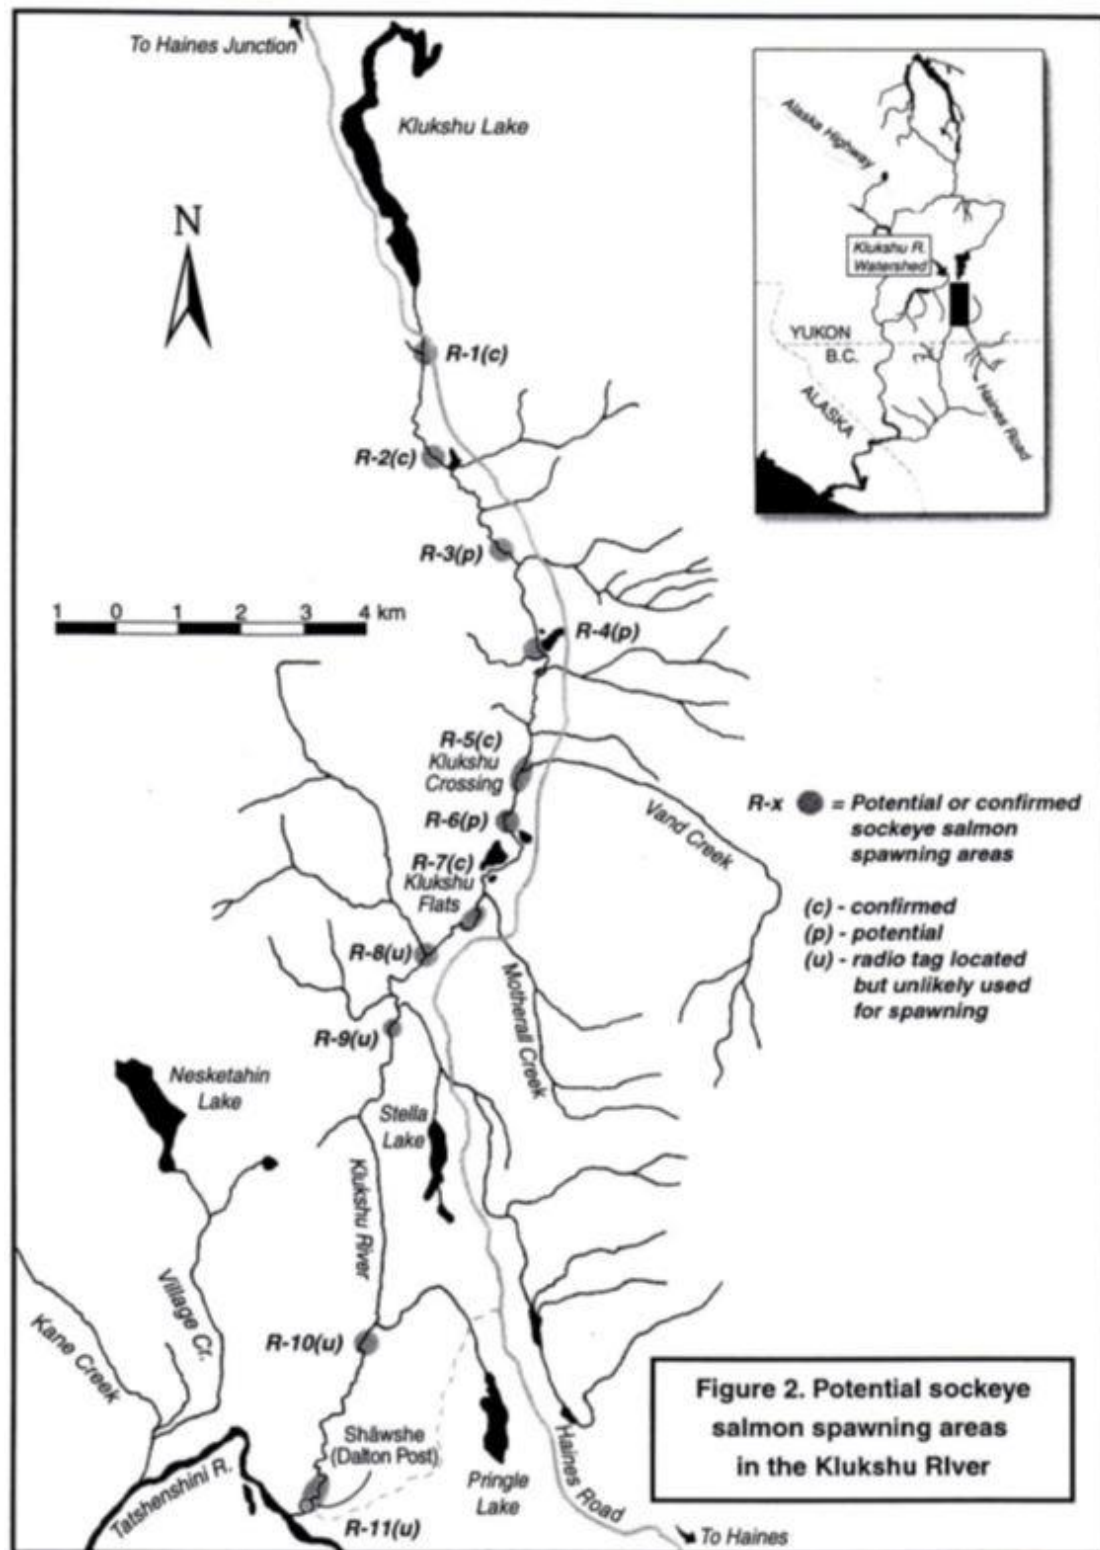 To Haines Junction
Klukshu Lake
N
Alaska Highway
Klukshu R.
Watershed
YUKON
B.C.
ALASKA
Haines Road
R-1(c)
R-2(c)
R-3(p)
1 0 1 2 3 4 km
R-4(p)
R-5(c)
Klukshu
Crossing
R-6(p)
R-7(c)
Klukshu
Flats
Vand Creek
R-x = Potential or confirmed
sockeye salmon
spawning areas
(c) - confirmed
(p) - potential
(u) - radio tag located
but unlikely used
for spawning
R-8(u)
Motherall Creek
R-9(u)
Nesketahin
Lake
Stella
Lake
Klukshu River
Village Cr.
Kane Creek
R-10(u)
Shäwshe
(Dalton Post)
Tatshenshini R.
R-11(u)
Pringle
Lake
Haines Road
To Haines
Figure 2. Potential sockeye
salmon spawning areas
in the Klukshu RIver